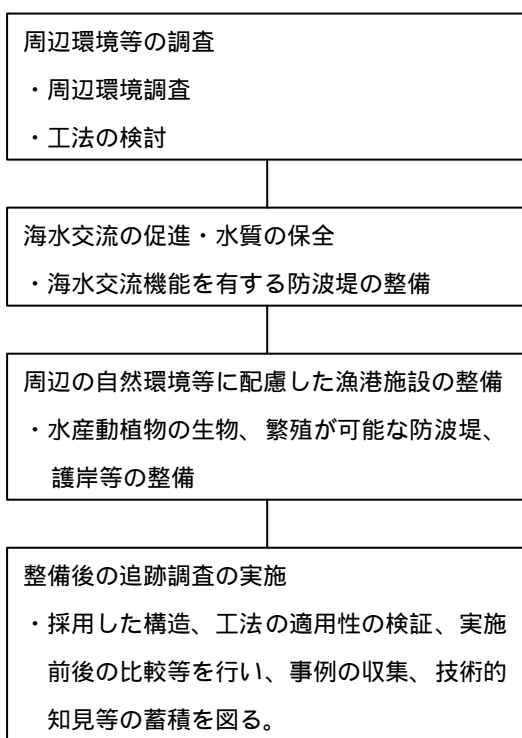 周辺環境等の調査
・周辺環境調査
・工法の検討
海水交流の促進・水質の保全
・海水交流機能を有する防波堤の整備
周辺の自然環境等に配慮した漁港施設の整備
・水産動植物の生物、繁殖が可能な防波堤、
護岸等の整備
整備後の追跡調査の実施
・採用した構造、工法の適用性の検証、実施
前後の比較等を行い、事例の収集、技術的
知見等の蓄積を図る。